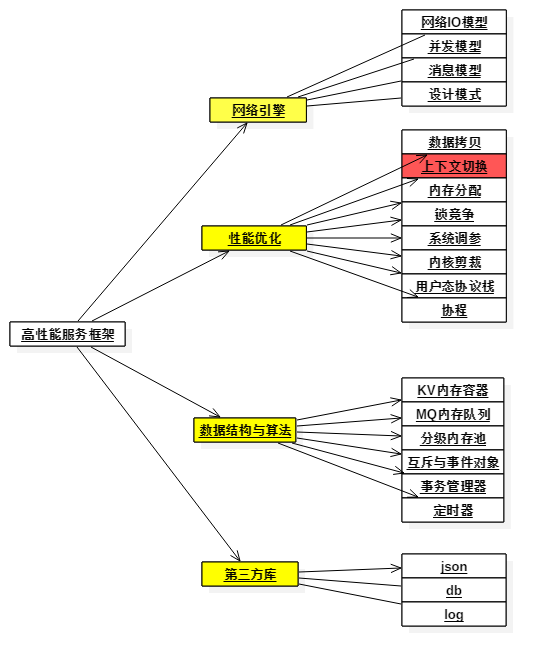 高性能服务框架
网络引擎
网络IO模型
并发模型
消息模型
设计模式
性能优化
数据拷贝
上下文切换
内存分配
锁竞争
系统调参
内核剪裁
用户态协议栈
协程
数据结构与算法
KV内存容器
MQ内存队列
分级内存池
互斥与事件对象
事务管理器
定时器
第三方库
json
db
log